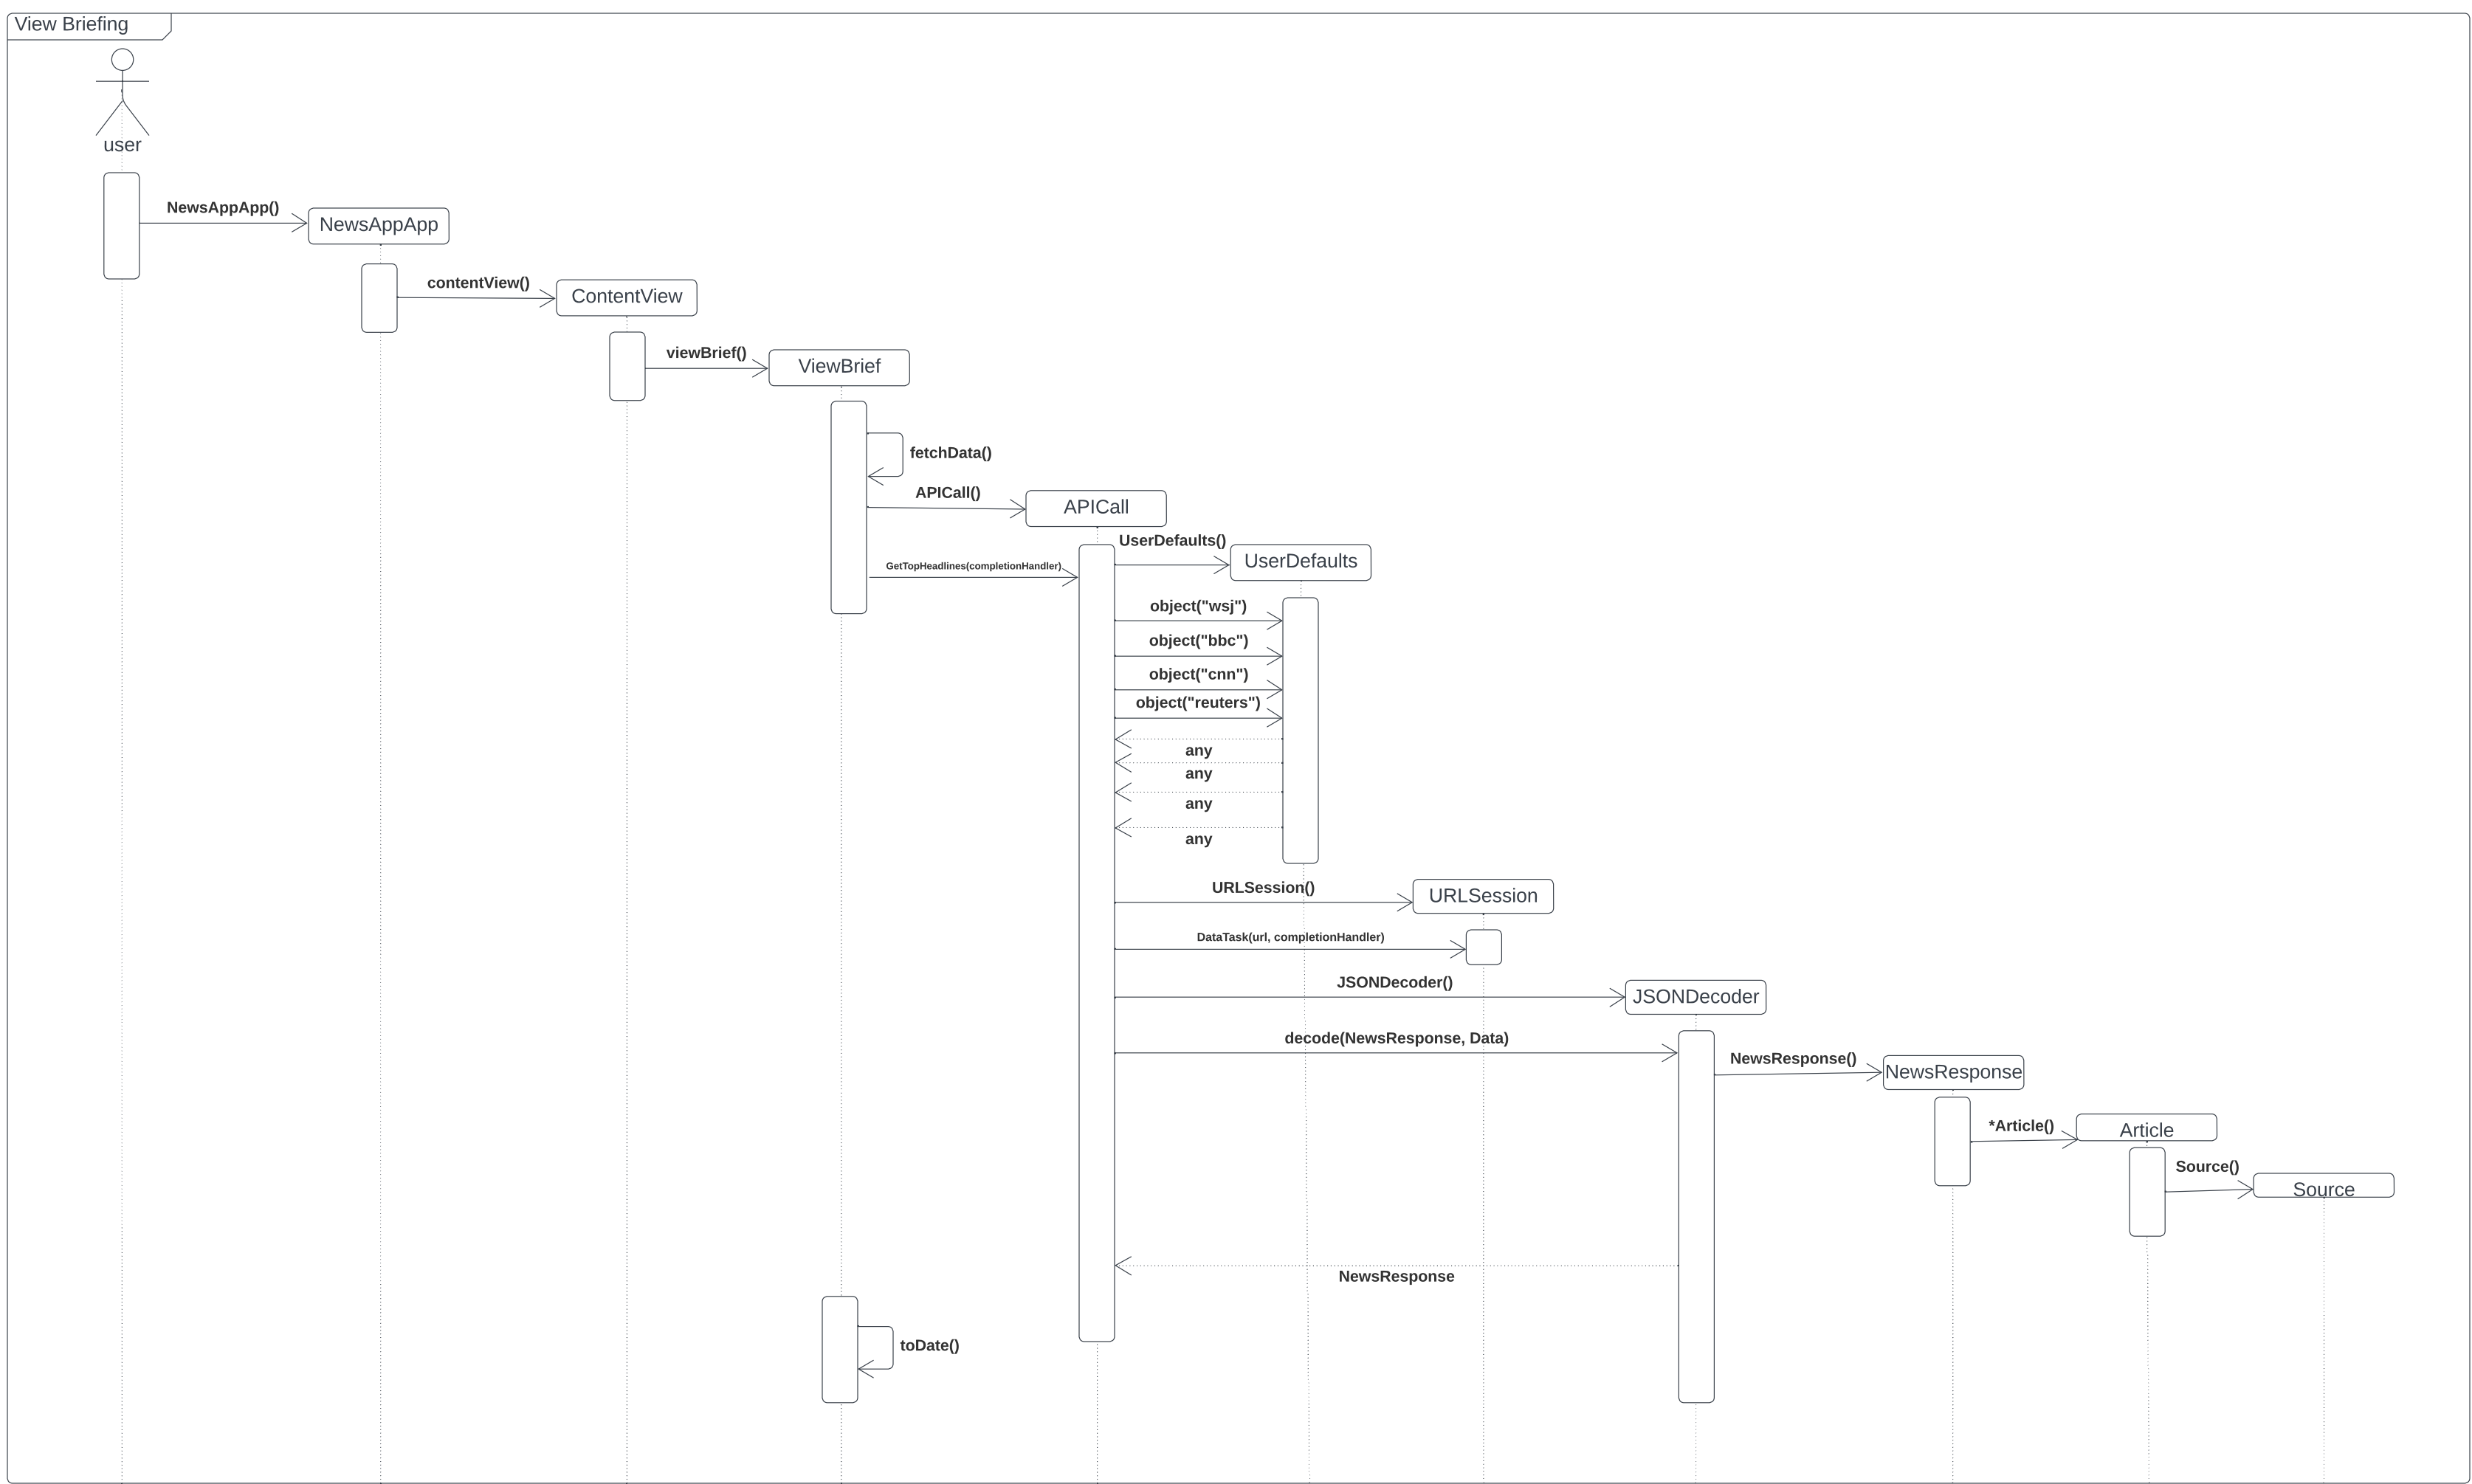 View Briefing
user
NewsAppApp()
NewsAppApp
contentView()
ContentView
viewBrief()
ViewBrief
fetchData()
APICall()
APICall
UserDefaults()
UserDefaults
GetTopHeadlines(completionHandler)
object("wsj")
object("bbc")
object("cnn")
object("reuters")
any
any
any
any
URLSession()
URLSession
DataTask(url, completionHandler)
JSONDecoder()
JSONDecoder
decode(NewsResponse, Data)
NewsResponse()
NewsResponse
*Article()
Article
Source()
Source
NewsResponse
toDate()